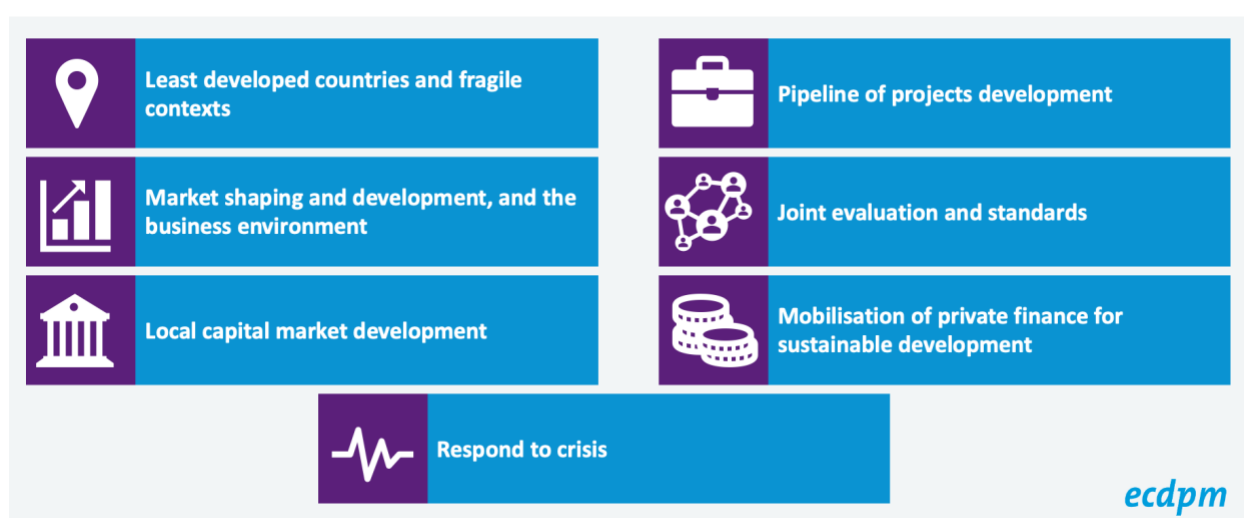 Least developed countries and fragile
contexts
Market shaping and development, and the
business environment
Local capital market development
Pipeline of projects development
Joint evaluation and standards
Mobilisation of private finance for
sustainable development
Respond to crisis
ecdpm